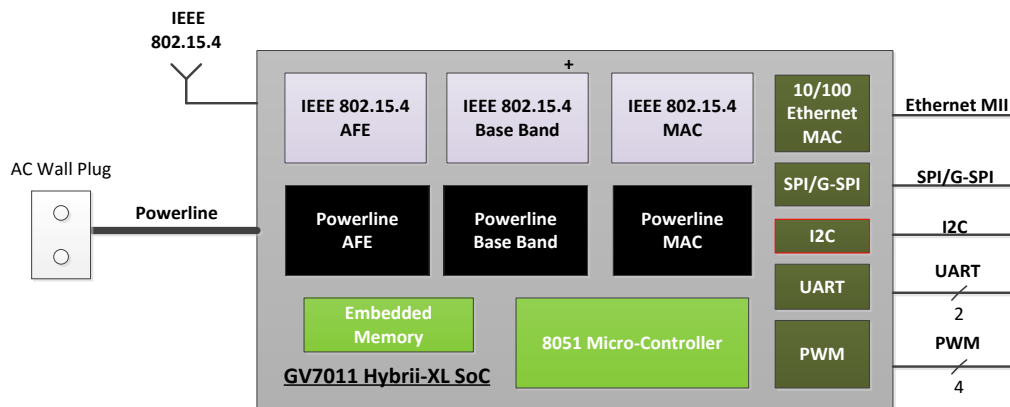 IEEE
802.15.4
+
IEEE 802.15.4
AFE
IEEE 802.15.4
Base Band
IEEE 802.15.4
MAC
10/100
Ethernet
MAC
Ethernet MII
AC Wall Plug
SPI/G-SPI
SPI/G-SPI
Powerline
Powerline
AFE
Powerline
Base Band
Powerline
MAC
I2C
I2C
UART
UART
2
Embedded
Memory
8051 Micro-Controller
PWM
PWM
4
GV7011 Hybrii-XL SoC